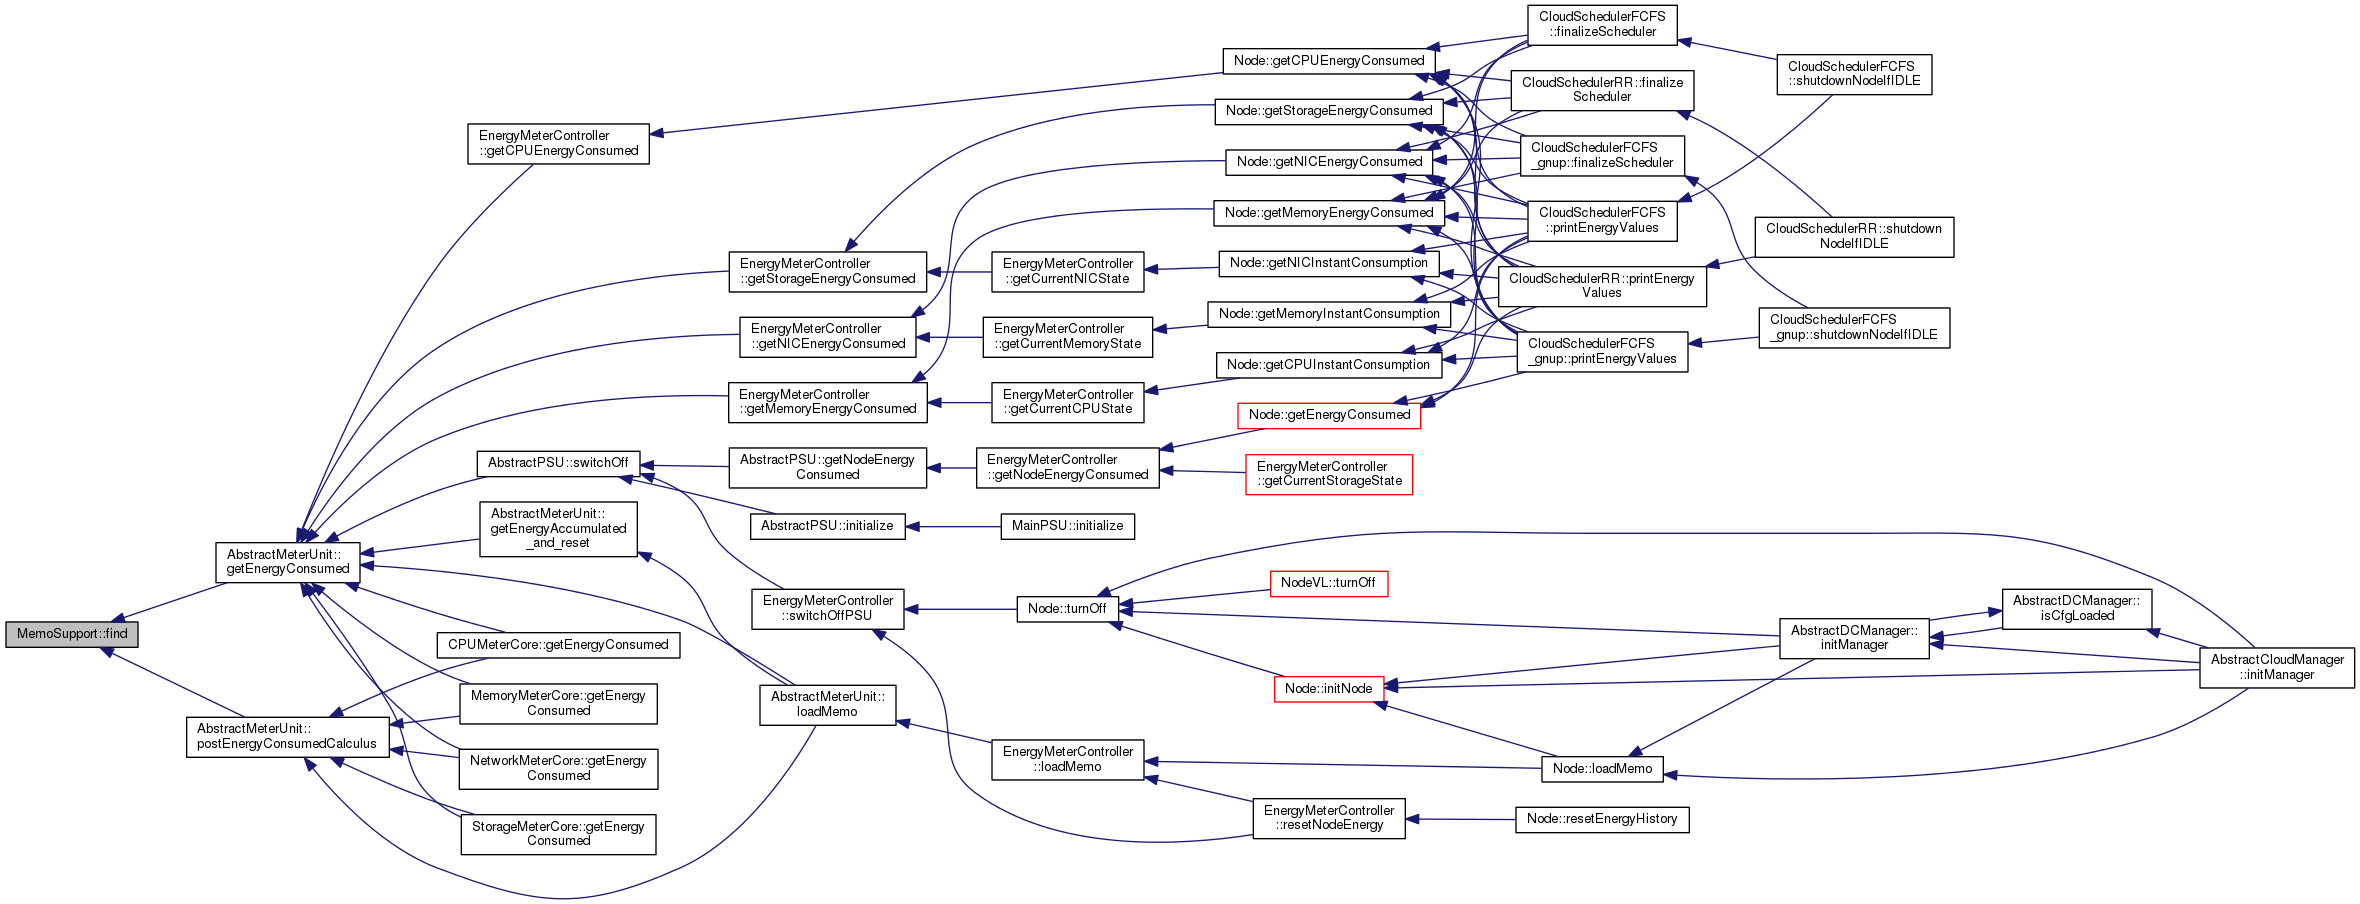 MemoSupport::find
AbstractMeterUnit::
getEnergyConsumed
AbstractMeterUnit::
postEnergyConsumedCalculus
EnergyMeterController
::getCPUEnergyConsumed
AbstractPSU::switchOff
AbstractMeterUnit::
getEnergyAccumulated
_and_reset
CPUMeterCore::getEnergyConsumed
MemoryMeterCore::getEnergy
Consumed
NetworkMeterCore::getEnergy
Consumed
StorageMeterCore::getEnergy
Consumed
EnergyMeterController
::getStorageEnergyConsumed
EnergyMeterController
::getNICEnergyConsumed
EnergyMeterController
::getMemoryEnergyConsumed
AbstractPSU::getNodeEnergy
Consumed
AbstractPSU::initialize
EnergyMeterController
::switchOffPSU
AbstractMeterUnit::
loadMemo
EnergyMeterController
::getCurrentNICState
EnergyMeterController
::getCurrentMemoryState
EnergyMeterController
::getCurrentCPUState
EnergyMeterController
::getNodeEnergyConsumed
MainPSU::initialize
Node::turnOff
EnergyMeterController
::loadMemo
Node::getCPUEnergyConsumed
Node::getStorageEnergyConsumed
Node::getNICEnergyConsumed
Node::getMemoryEnergyConsumed
Node::getNICInstantConsumption
Node::getMemoryInstantConsumption
Node::getCPUInstantConsumption
Node::getEnergyConsumed
EnergyMeterController
::getCurrentStorageState
NodeVL::turnOff
Node::initNode
EnergyMeterController
::resetNodeEnergy
CloudSchedulerFCFS
::finalizeScheduler
CloudSchedulerRR::finalize
Scheduler
CloudSchedulerFCFS
_gnup::finalizeScheduler
CloudSchedulerFCFS
::printEnergyValues
CloudSchedulerRR::printEnergy
Values
CloudSchedulerFCFS
_gnup::printEnergyValues
Node::loadMemo
Node::resetEnergyHistory
CloudSchedulerFCFS
::shutdownNodeIfIDLE
CloudSchedulerRR::shutdown
NodeIfIDLE
CloudSchedulerFCFS
_gnup::shutdownNodeIfIDLE
AbstractDCManager::
initManager
AbstractDCManager::
isCfgLoaded
AbstractCloudManager
::initManager